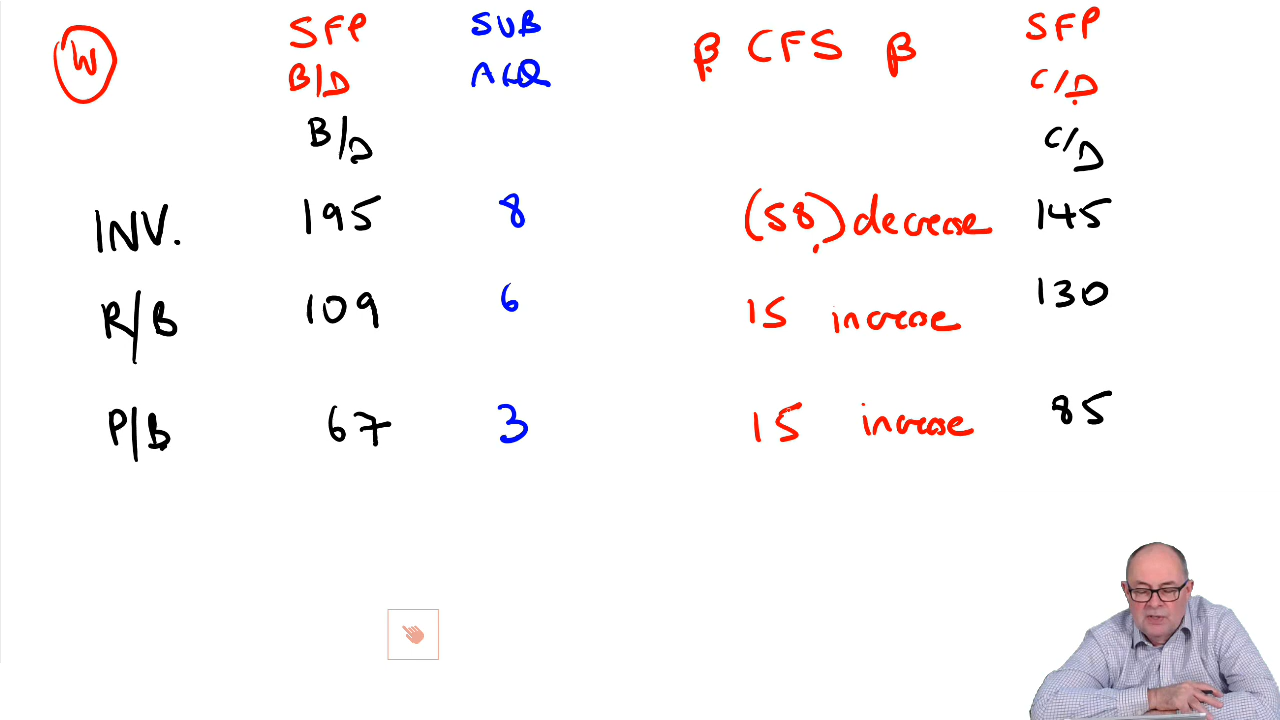 W SFP SUB β CFS β SFP
B/D ACQ C/D
B/D C/D
INV. 195 8 (58) decrease 145
R/B 109 6 15 increase 130
P/B 67 3 15 increase 85